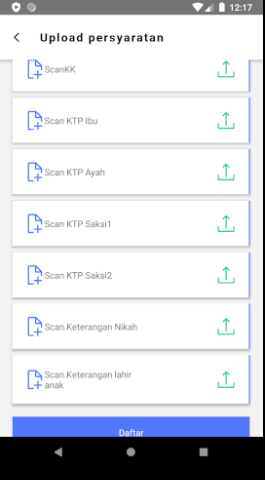 12:17
Upload persyaratan
ScanKK
Scan KTP Ibu
Scan KTP Ayah
Scan KTP Saksi1
Scan KTP Saksi2
Scan Keterangan Nikah
Scan Keterangan lahir
anak
Daftar